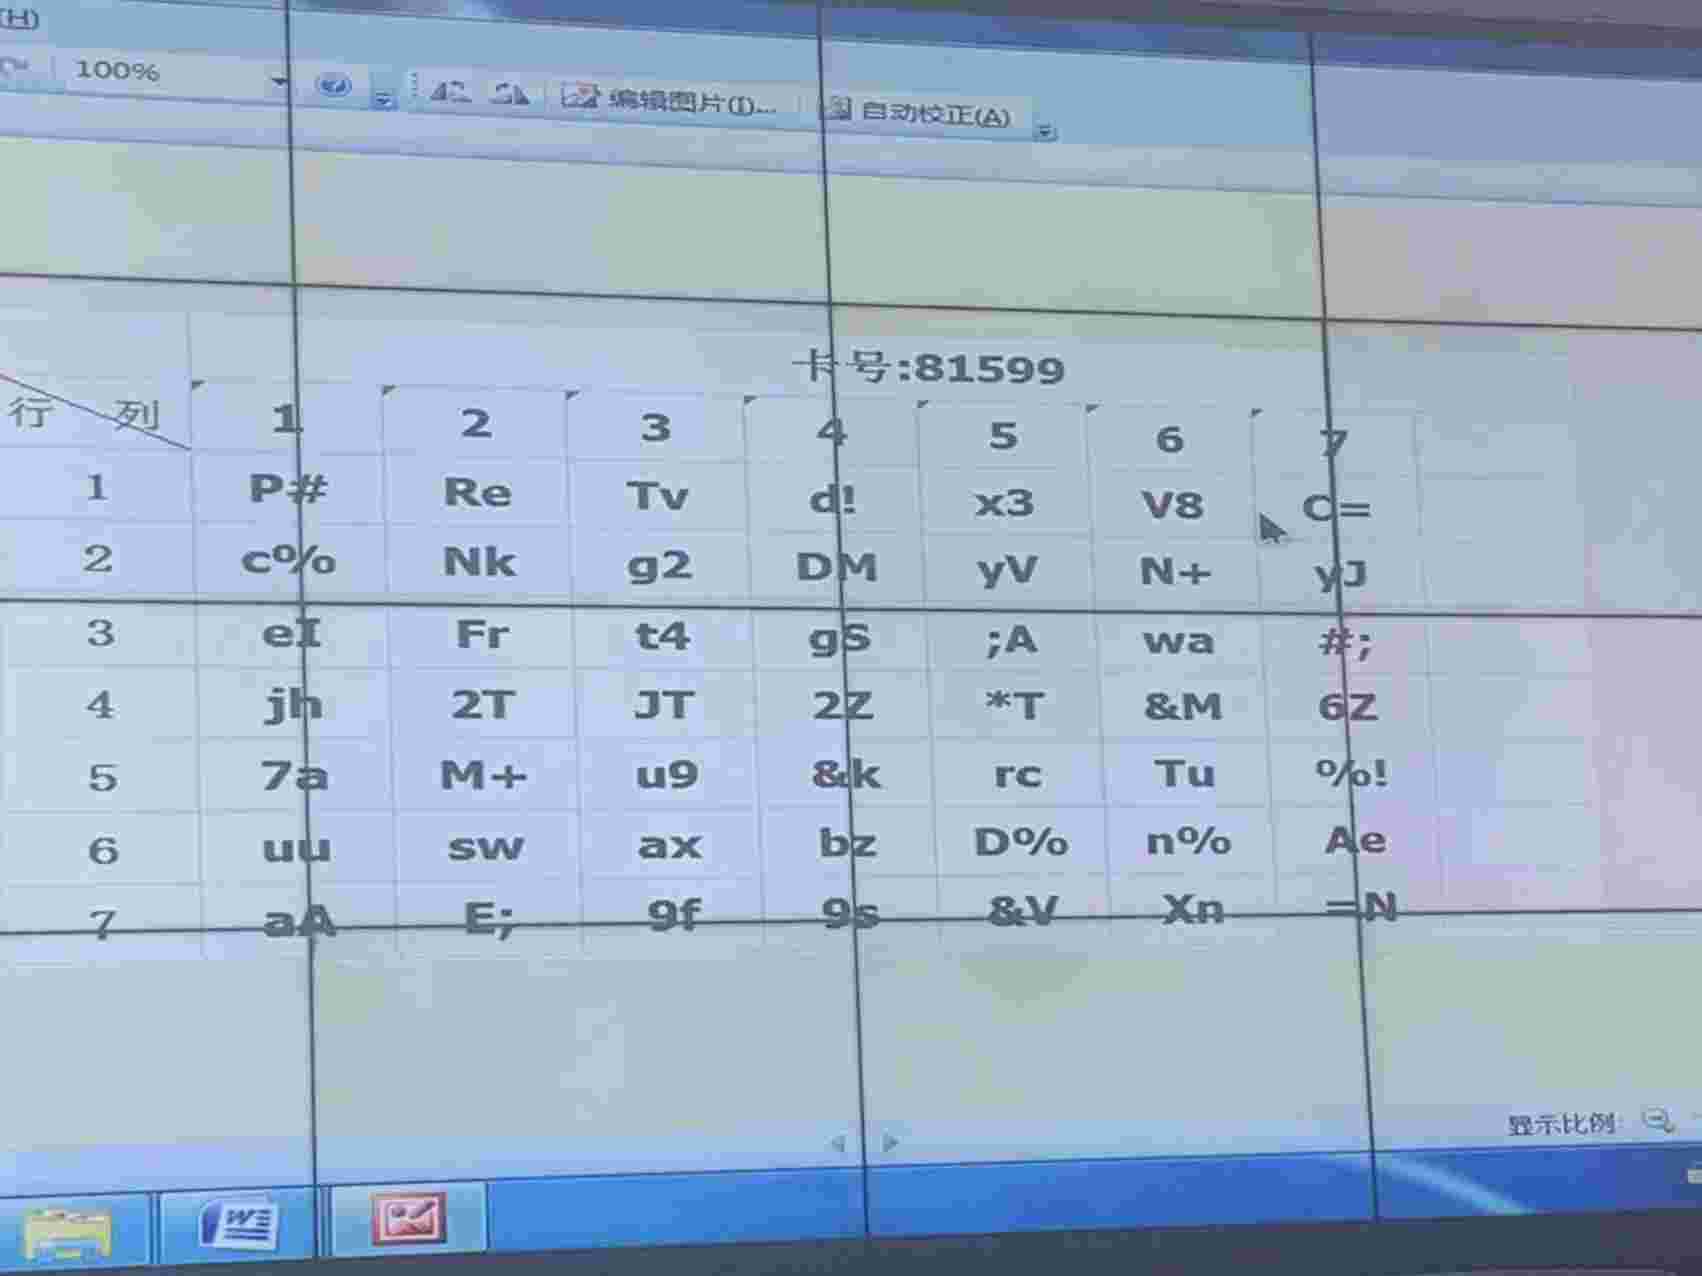 (H)
100% 编辑图片(I)... 自动校正(A)
卡号:81599
行 列 1 2 3 4 5 6 7
1 P# Re Tv d! x3 V8 C=
2 c% Nk g2 DM yV N+ yJ
3 eI Fr t4 gS ;A wa #;
4 jh 2T JT 2Z *T &M 6Z
5 7a M+ u9 &k rc Tu %!
6 uu sw ax bz D% n% Ae
7 aA E; 9f 9s &V Xn =N
显示比例: